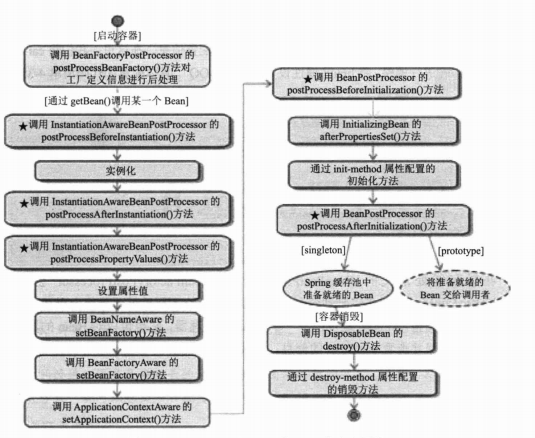 [启动容器]
调用 BeanFactoryPostProcessor 的
postProcessBeanFactory()方法对
工厂定义信息进行后处理
[通过 getBean()调用某一个 Bean]
★调用 InstantiationAwareBeanPostProcessor 的
postProcessBeforeInstantiation()方法
实例化
★调用 InstantiationAwareBeanPostProcessor 的
postProcessAfterInstantiation()方法
★调用 InstantiationAwareBeanPostProcessor 的
postProcessPropertyValues()方法
设置属性值
调用 BeanNameAware 的
setBeanFactory()方法
调用 BeanFactoryAware 的
setBeanFactory()方法
调用 ApplicationContextAware 的
setApplicationContext()方法
★调用 BeanPostProcessor 的
postProcessBeforeInitialization()方法
调用 InitializingBean 的
afterPropertiesSet()方法
通过 init-method 属性配置的
初始化方法
★调用 BeanPostProcessor 的
postProcessAfterInitialization()方法
[singleton]
[prototype]
Spring 缓存池中
准备就绪的 Bean
将准备就绪的
Bean 交给调用者
[容器销毁]
调用 DisposableBean 的
destroy()方法
通过 destroy-method 属性配置
的销毁方法